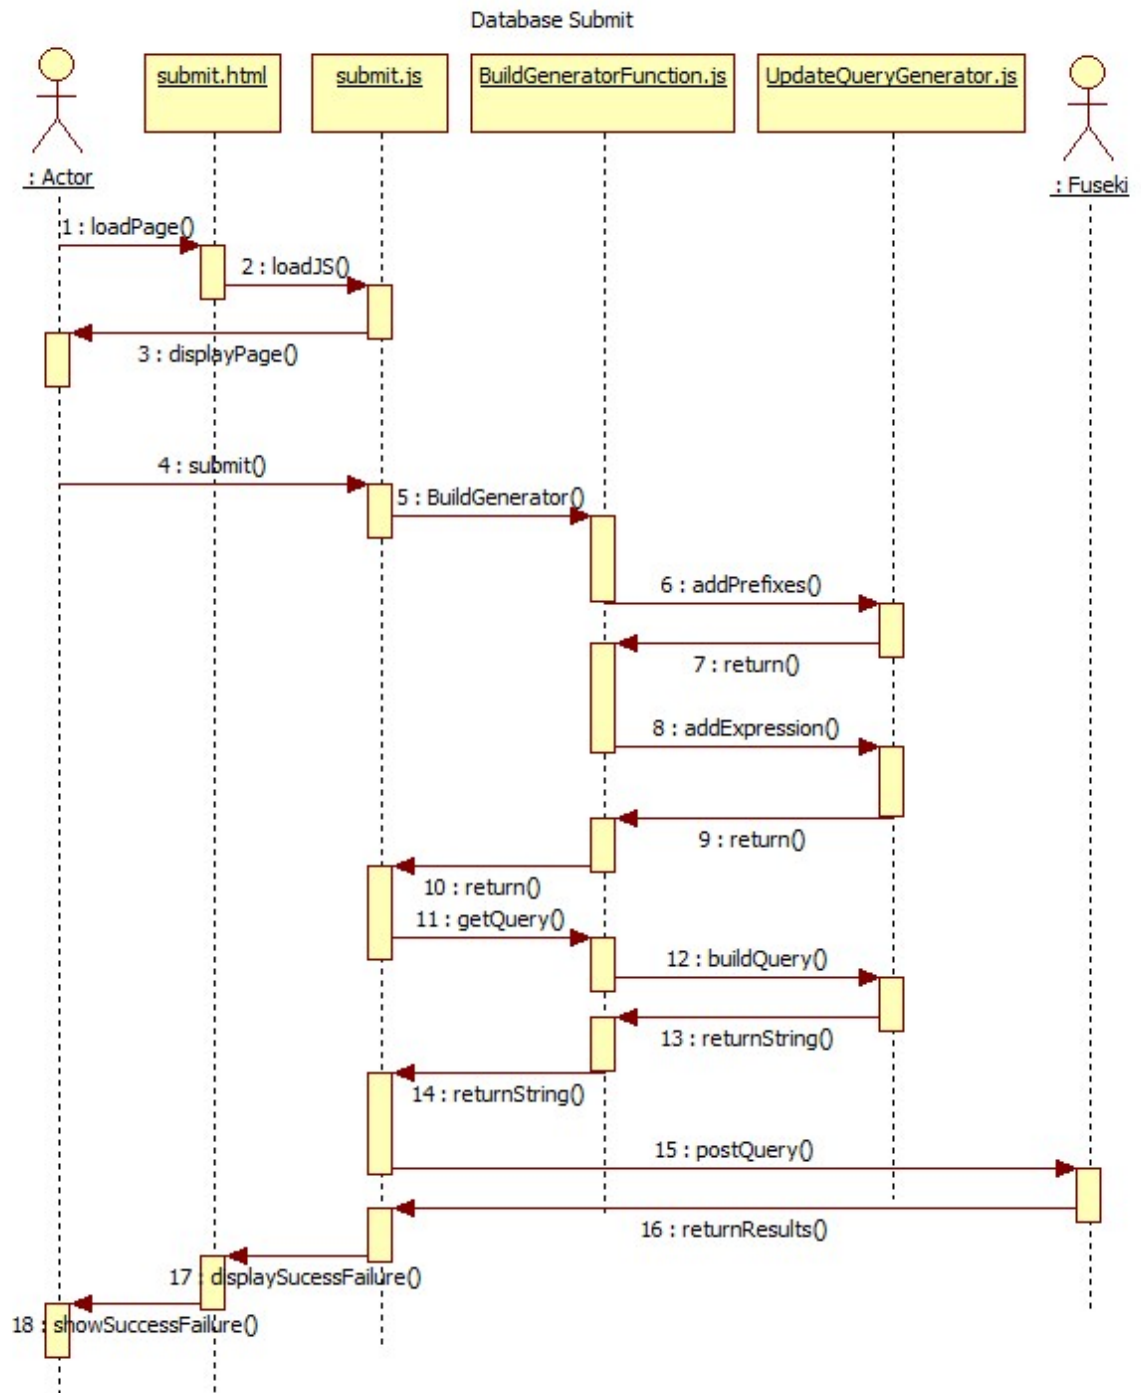 Database Submit
submit.html
submit.js
BuildGeneratorFunction.js
UpdateQueryGenerator.js
: Actor
: Fuseki
1 : loadPage()
2 : loadJS()
3 : displayPage()
4 : submit()
5 : BuildGenerator()
6 : addPrefixes()
7 : return()
8 : addExpression()
9 : return()
10 : return()
11 : getQuery()
12 : buildQuery()
13 : returnString()
14 : returnString()
15 : postQuery()
16 : returnResults()
17 : displaySucessFailure()
18 : showSuccessFailure()